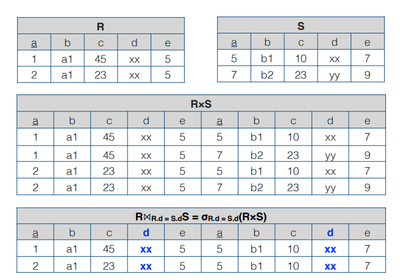 R
a b c d e
1 a1 45 xx 5
2 a1 23 xx 5
S
a b c d e
5 b1 10 xx 7
7 b2 23 yy 9
R×S
a b c d e a b c d e
1 a1 45 xx 5 5 b1 10 xx 7
1 a1 45 xx 5 7 b2 23 yy 9
2 a1 23 xx 5 5 b1 10 xx 7
2 a1 23 xx 5 7 b2 23 yy 9
R⋈R.d = S.dS = σR.d = S.d(R×S)
a b c d e a b c d e
1 a1 45 xx 5 5 b1 10 xx 7
2 a1 23 xx 5 5 b1 10 xx 7